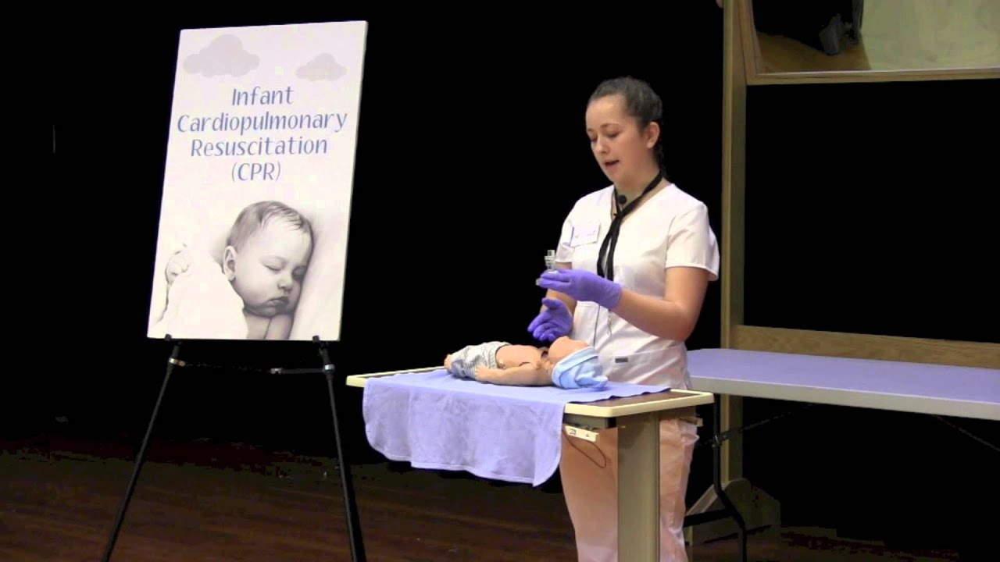 Infant
Cardiopulmonary
Resuscitation
(CPR)